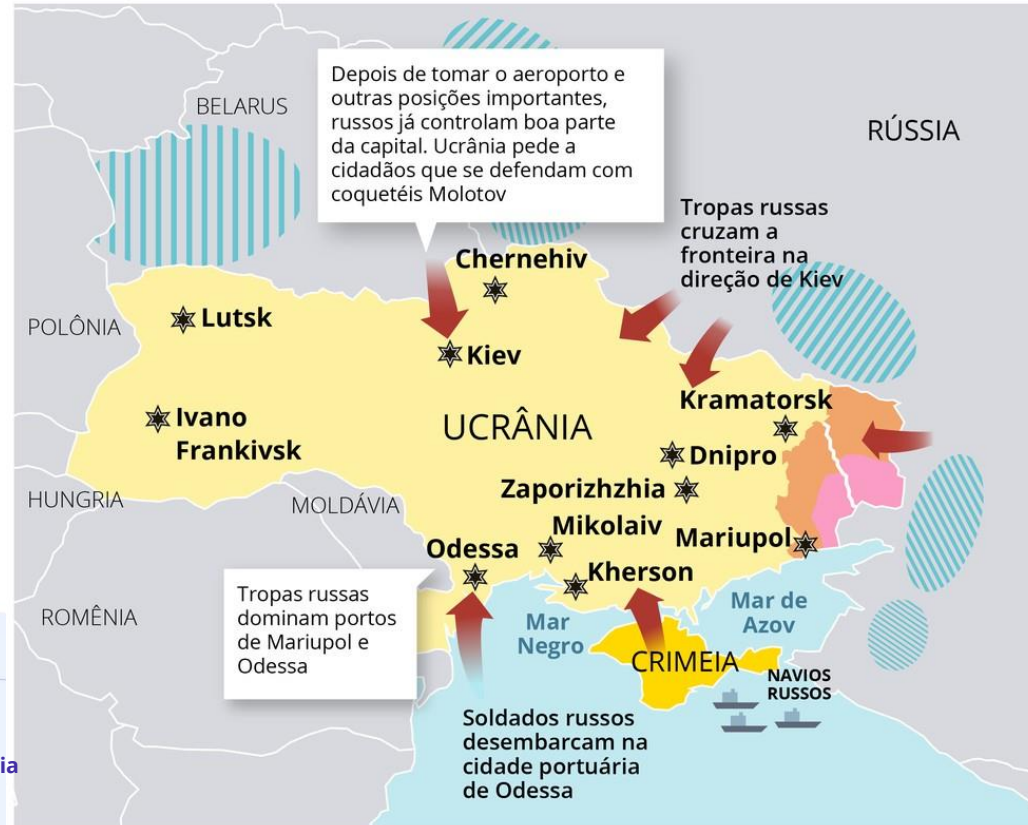 BELARUS
Depois de tomar o aeroporto e
outras posições importantes,
russos já controlam boa parte
da capital. Ucrânia pede a
cidadãos que se defendam com
coquetéis Molotov
RÚSSIA
Tropas russas
cruzam a
fronteira na
direção de Kiev
Chernehiv
POLÔNIA
Lutsk
Kiev
Ivano
Frankivsk
UCRÂNIA
Kramatorsk
Dnipro
HUNGRIA
MOLDÁVIA
Zaporizhzhia
Mikolaiv
Mariupol
Odessa
Kherson
ROMÊNIA
Tropas russas
dominam portos
de Mariupol e
Odessa
Mar
Negro
Mar de
Azov
CRIMEIA
NAVIOS
RUSSOS
Soldados russos
desembarcam na
cidade portuária
de Odessa
ia